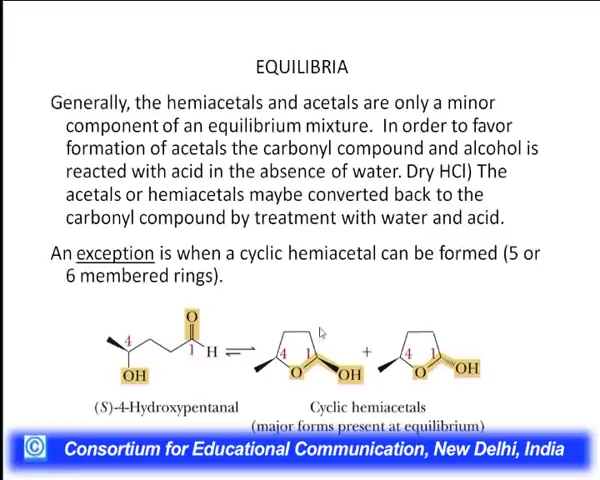 EQUILIBRIA
Generally, the hemiacetals and acetals are only a minor
component of an equilibrium mixture. In order to favor
formation of acetals the carbonyl compound and alcohol is
reacted with acid in the absence of water. Dry HCl) The
acetals or hemiacetals maybe converted back to the
carbonyl compound by treatment with water and acid.
An exception is when a cyclic hemiacetal can be formed (5 or
6 membered rings).
O
4
1
H
OH
4
1
O
OH
+
4
1
O
OH
(S)-4-Hydroxypentanal
Cyclic hemiacetals
(major forms present at equilibrium)
© Consortium for Educational Communication, New Delhi, India